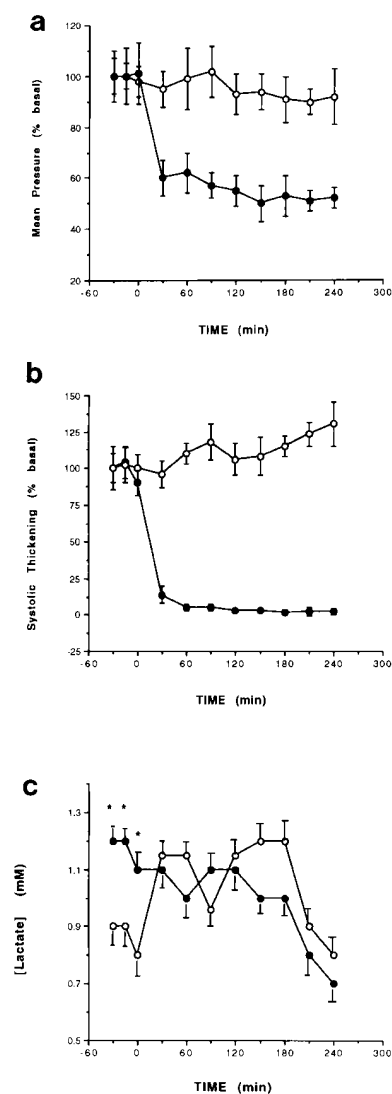 a
120
100
80
60
40
20
Mean Pressure (% basal)
-60 0 60 120 180 240 300
TIME (min)
b
150
125
100
75
50
25
0
-25
Systolic Thickening (% basal)
-60 0 60 120 180 240 300
TIME (min)
c
* *
*
1.3
1.1
0.9
0.7
0.5
[Lactate] (mM)
-60 0 60 120 180 240 300
TIME (min)